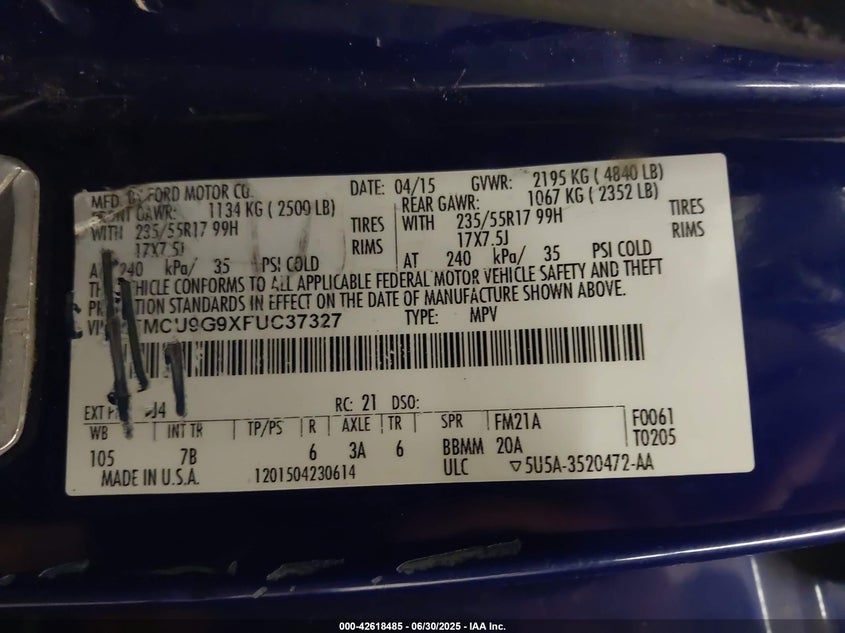 MFD. BY FORD MOTOR CO. DATE: 04/15 GVWR: 2195 KG ( 4840 LB)
FRONT GAWR: 1134 KG ( 2500 LB) REAR GAWR: 1067 KG ( 2352 LB)
WITH 235/55R17 99H TIRES WITH 235/55R17 99H TIRES
17X7.5J RIMS 17X7.5J RIMS
AT 240 kPa/ 35 PSI COLD AT 240 kPa/ 35 PSI COLD
THIS VEHICLE CONFORMS TO ALL APPLICABLE FEDERAL MOTOR VEHICLE SAFETY AND THEFT
PREVENTION STANDARDS IN EFFECT ON THE DATE OF MANUFACTURE SHOWN ABOVE.
MCU9G9XFUC37327 TYPE: MPV
EXT J4 RC: 21 DSO:
WB INT TR TP/PS R AXLE TR SPR FM21A F0061
105 7B 6 3A 6 BBMM 20A T0205
MADE IN U.S.A. 1201504230614 ULC ▽5U5A-3520472-AA
000-42618485 - 06/30/2025 - IAA Inc.